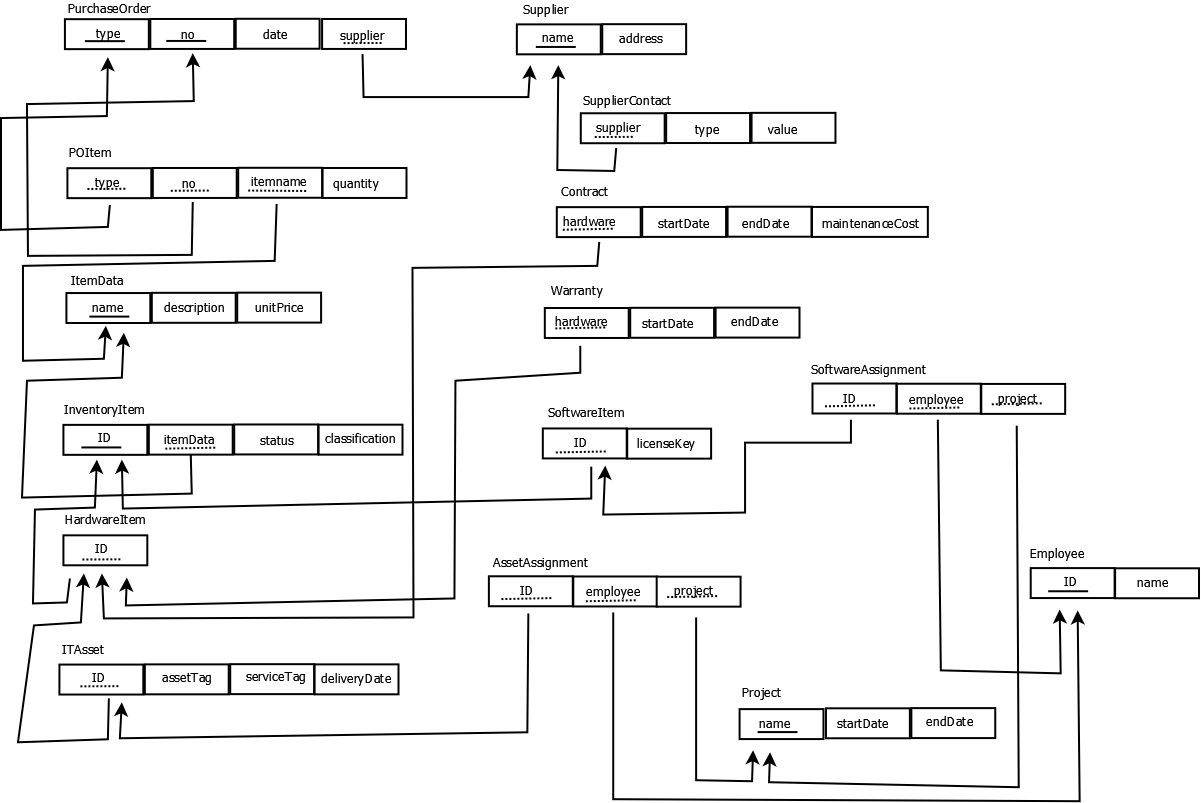 PurchaseOrder
type no date supplier
Supplier
name address
SupplierContact
supplier type value
POItem
type no itemname quantity
Contract
hardware startDate endDate maintenanceCost
ItemData
name description unitPrice
Warranty
hardware startDate endDate
SoftwareAssignment
ID employee project
InventoryItem
ID itemData status classification
SoftwareItem
ID licenseKey
HardwareItem
ID
AssetAssignment
ID employee project
Employee
ID name
ITAsset
ID assetTag serviceTag deliveryDate
Project
name startDate endDate